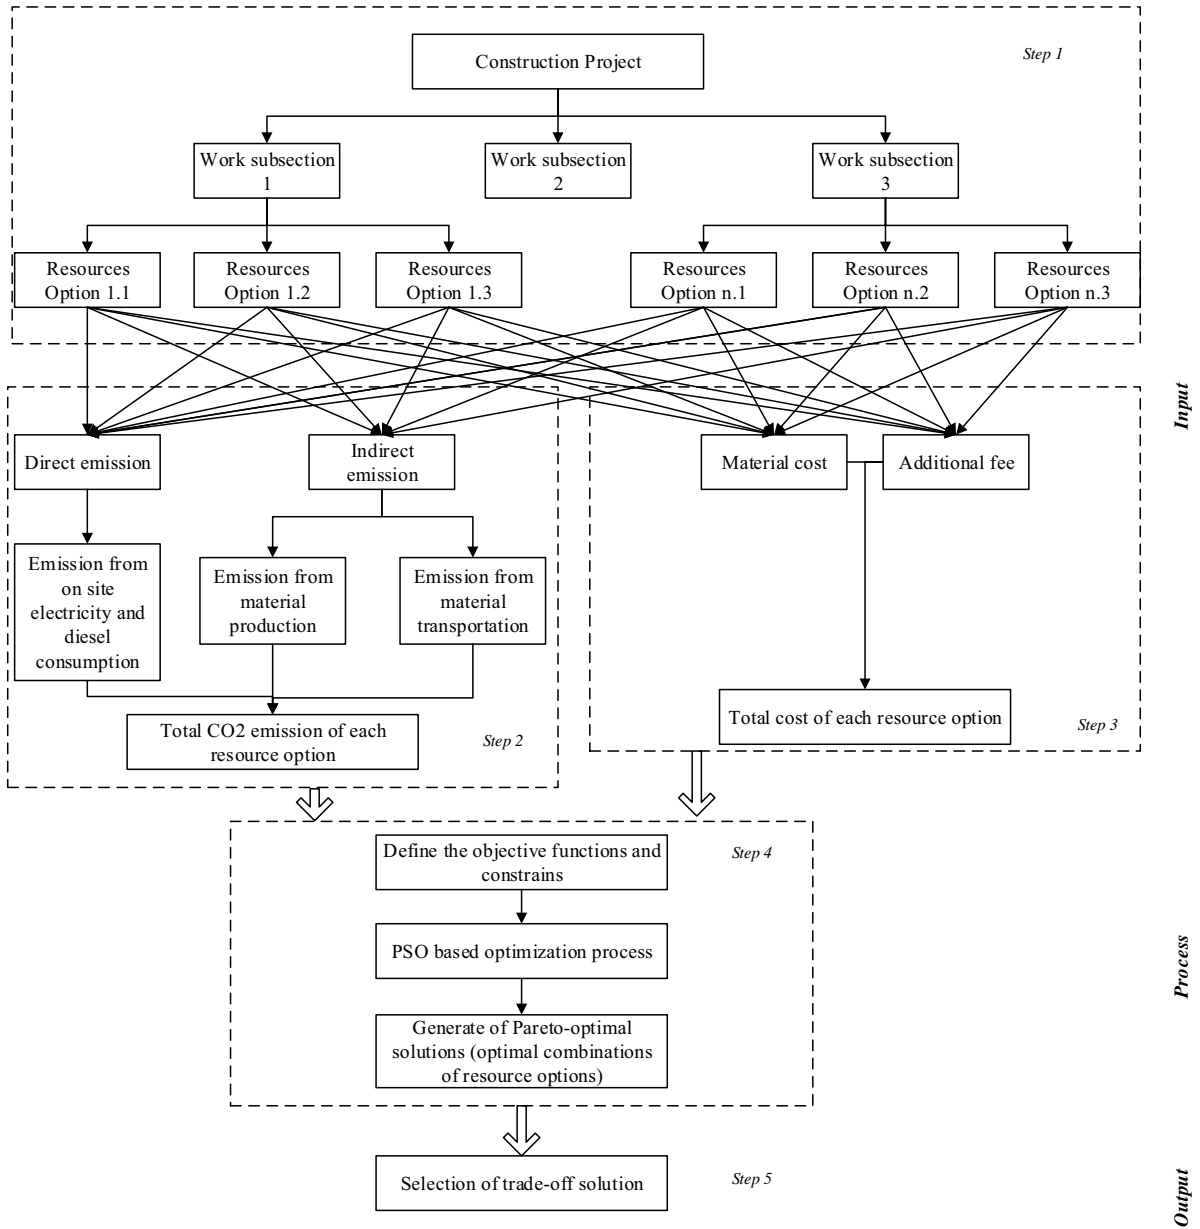 Construction Project
Step 1
Work subsection
1
Work subsection
2
Work subsection
3
Resources
Option 1.1
Resources
Option 1.2
Resources
Option 1.3
Resources
Option n.1
Resources
Option n.2
Resources
Option n.3
Input
Direct emission
Indirect
emission
Material cost
Additional fee
Emission from
on site
electricity and
diesel
consumption
Emission from
material
production
Emission from
material
transportation
Total CO2 emission of each
resource option
Step 2
Total cost of each resource option
Step 3
Define the objective functions and
constrains
Step 4
PSO based optimization process
Process
Generate of Pareto-optimal
solutions (optimal combinations
of resource options)
Selection of trade-off solution
Step 5
Output